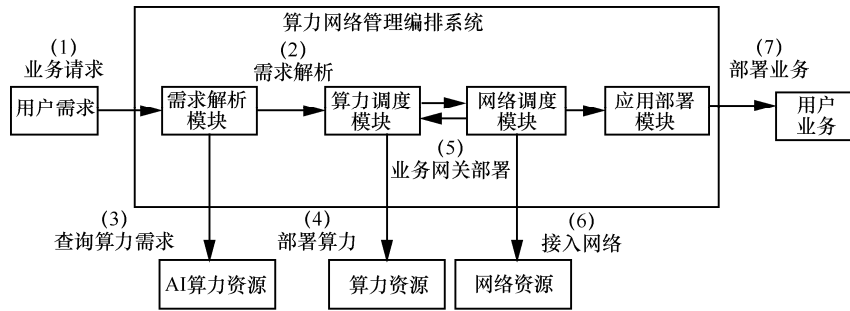 算力网络管理编排系统
(1)
业务请求
(2)
需求解析
(7)
部署业务
用户需求
需求解析
模块
算力调度
模块
网络调度
模块
应用部署
模块
用户
业务
(5)
业务网关部署
(3)
查询算力需求
(4)
部署算力
(6)
接入网络
AI算力资源
算力资源
网络资源